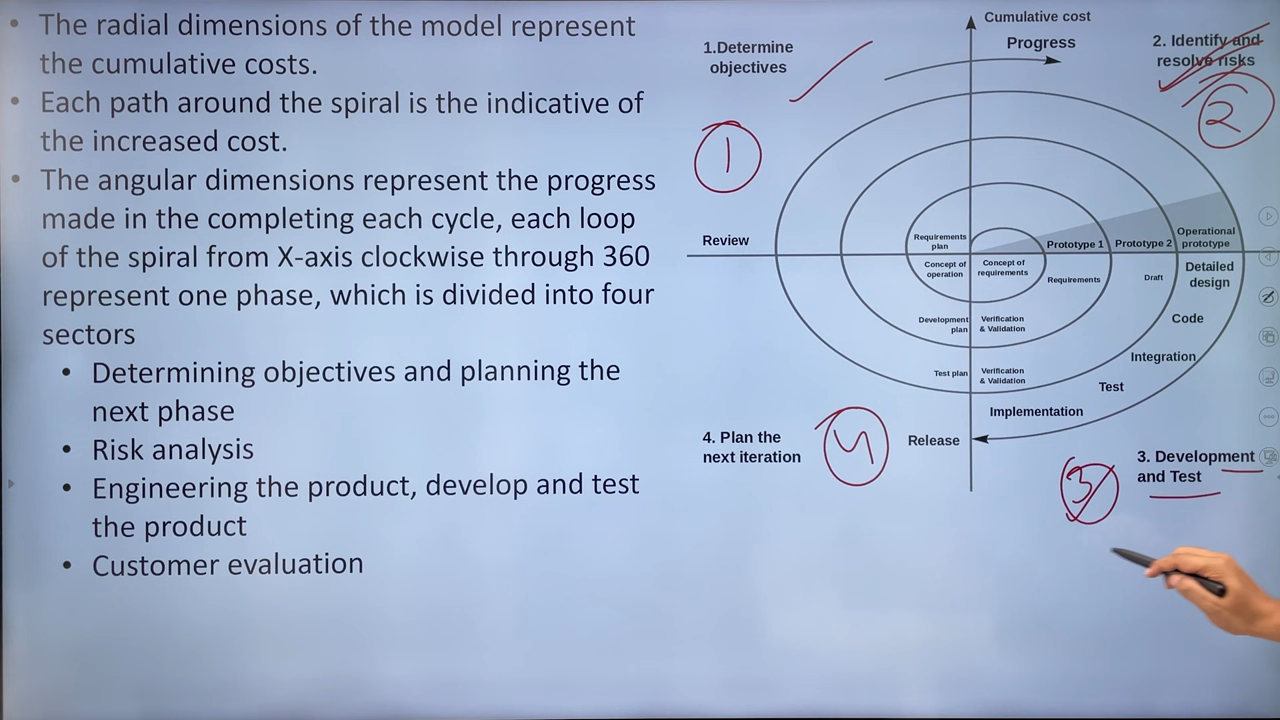 • The radial dimensions of the model represent
the cumulative costs.
• Each path around the spiral is the indicative of
the increased cost.
• The angular dimensions represent the progress
made in the completing each cycle, each loop
of the spiral from X-axis clockwise through 360
represent one phase, which is divided into four
sectors
• Determining objectives and planning the
next phase
• Risk analysis
• Engineering the product, develop and test
the product
• Customer evaluation
Cumulative cost
Progress
1.Determine
objectives
2. Identify and
resolve risks
1
2
Review
Requirements
plan
Prototype 1
Prototype 2
Operational
prototype
Concept of
operation
Concept of
requirements
Requirements
Draft
Detailed
design
Development
plan
Verification
& Validation
Code
Integration
Test plan
Verification
& Validation
Test
Implementation
Release
4. Plan the
next iteration
4
3
3. Development
and Test